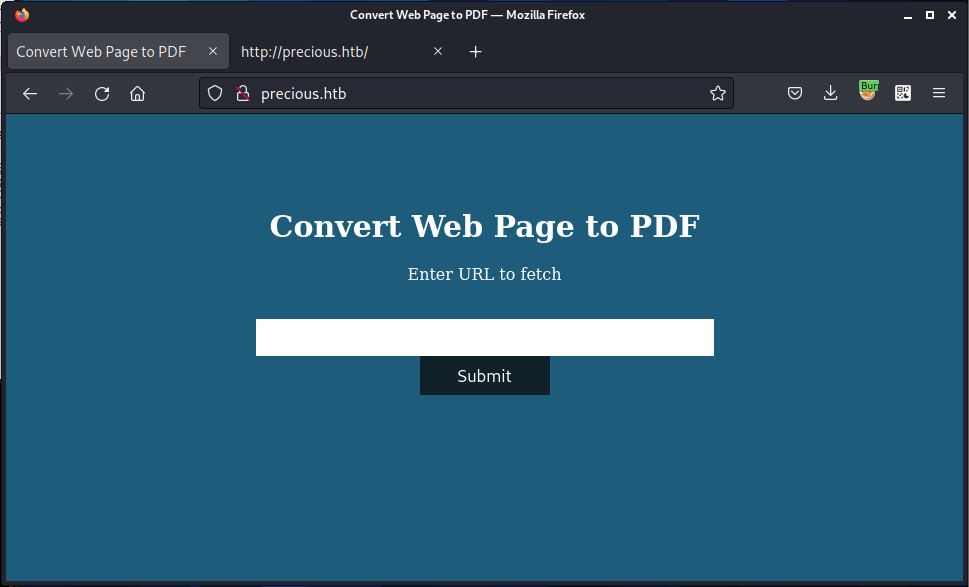 Convert Web Page to PDF — Mozilla Firefox
Convert Web Page to PDF
http://precious.htb/
precious.htb
Bur
Convert Web Page to PDF
Enter URL to fetch
Submit